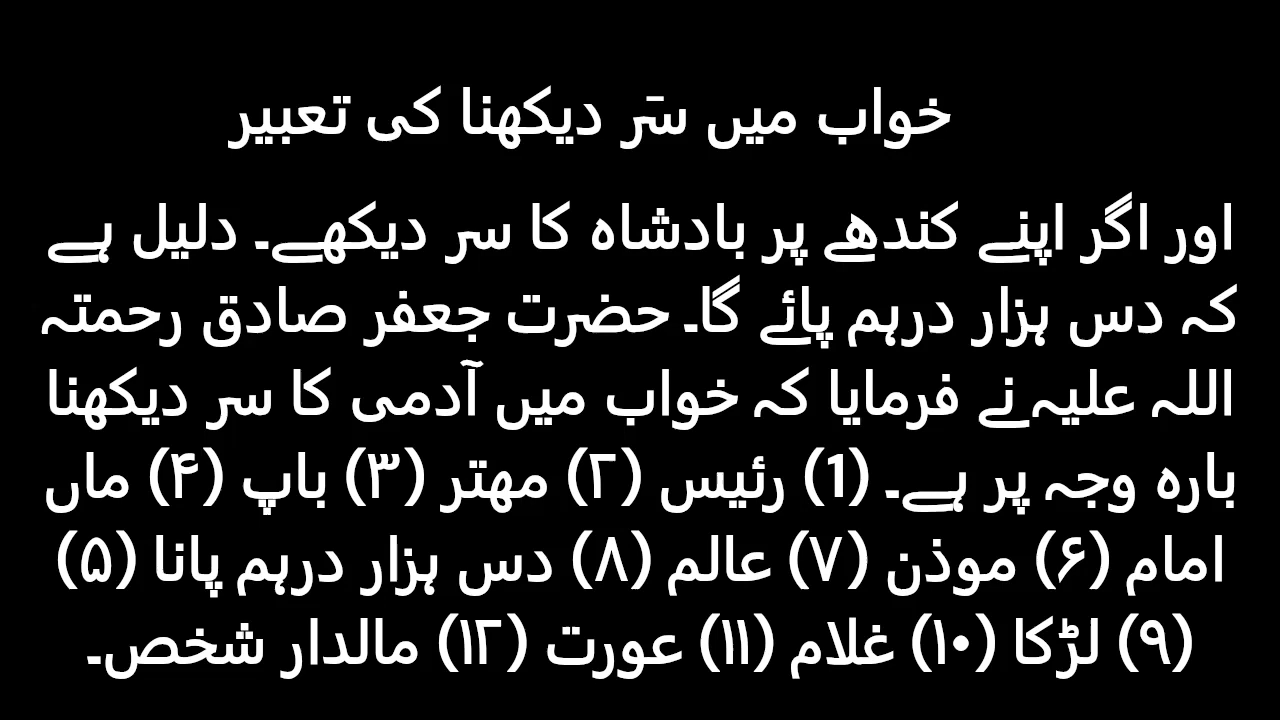 خواب میں سَر دیکھنا کی تعبیر
اور اگر اپنے کندھے پر بادشاہ کا سر دیکھے۔ دلیل ہے
کہ دس ہزار درہم پائے گا۔ حضرت جعفر صادق رحمتہ
اللہ علیہ نے فرمایا کہ خواب میں آدمی کا سر دیکھنا
بارہ وجہ پر ہے۔ (1) رئیس (۲) مهتر (۳) باپ (۴) ماں
امام (۶) موذن (۷) عالم (۸) دس ہزار درہم پانا (۵)
(۹) لڑکا (۱۰) غلام (۱۱) عورت (۱۲) مالدار شخص۔